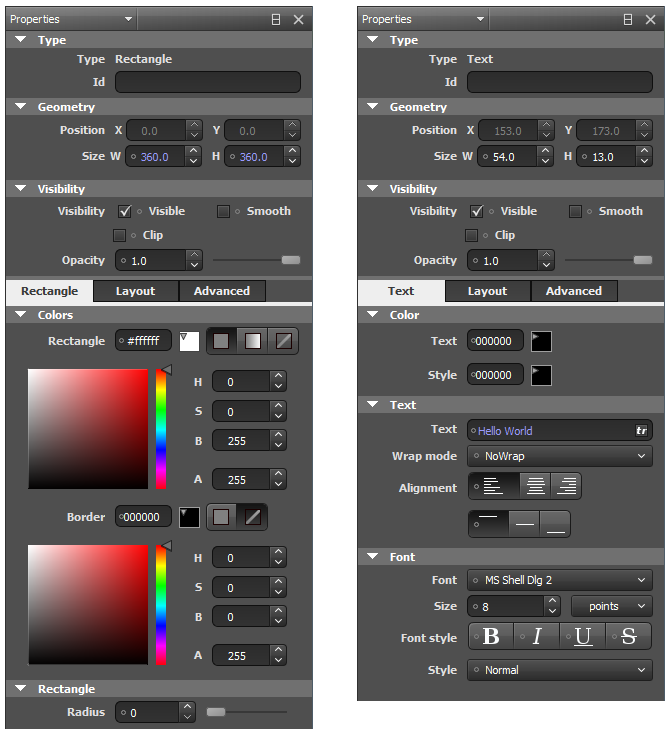 Properties
Type
Type Rectangle
Id
Geometry
Position X 0.0 Y 0.0
Size W 360.0 H 360.0
Visibility
Visibility Visible Smooth
Clip
Opacity 1.0
Rectangle Layout Advanced
Colors
Rectangle #ffffff
H 0
S 0
B 255
A 255
Border 000000
H 0
S 0
B 0
A 255
Rectangle
Radius 0
Properties
Type
Type Text
Id
Geometry
Position X 153.0 Y 173.0
Size W 54.0 H 13.0
Visibility
Visibility Visible Smooth
Clip
Opacity 1.0
Text Layout Advanced
Color
Text 000000
Style 000000
Text
Text Hello World tr
Wrap mode NoWrap
Alignment
Font
Font MS Shell Dlg 2
Size 8 points
Font style B I U S
Style Normal